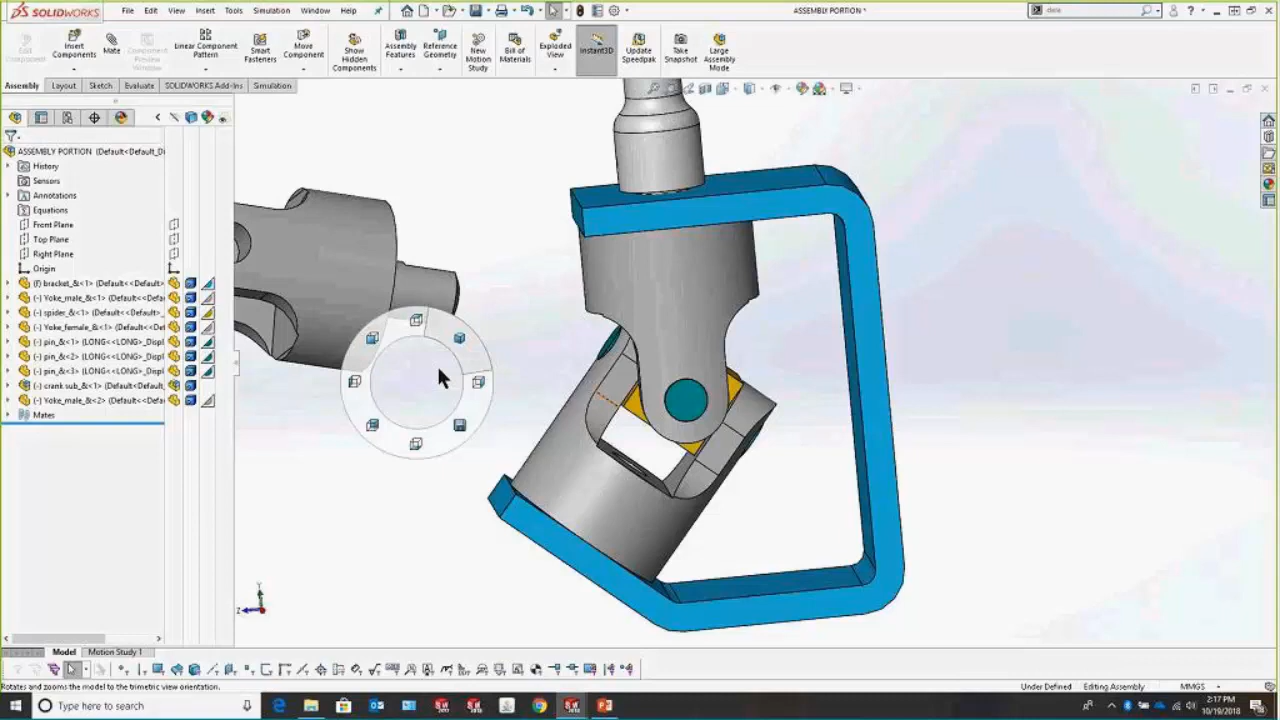 SOLIDWORKS
File Edit View Insert Tools Simulation Window Help
ASSEMBLY PORTION *
Edit Component
Insert Components
Mate
Component Preview Window
Linear Component Pattern
Smart Fasteners
Move Component
Show Hidden Components
Assembly Features
Reference Geometry
New Motion Study
Bill of Materials
Exploded View
Instant3D
Update Speedpak
Take Snapshot
Large Assembly Mode
Assembly Layout Sketch Evaluate SOLIDWORKS Add-Ins Simulation
ASSEMBLY PORTION (Default<Default_Di
History
Sensors
Annotations
Equations
Front Plane
Top Plane
Right Plane
Origin
(f) bracket_&<1> (Default<<Default>
(-) Yoke_male_&<1> (Default<<Defa
(-) spider_&<1> (Default<<Default>_
(-) Yoke_female_&<1> (Default<<Def
(-) pin_&<1> (LONG<<LONG>_Displ
(-) pin_&<2> (LONG<<LONG>_Displ
(-) pin_&<3> (LONG<<LONG>_Displ
(-) crank sub_&<1> (Default<Default
(-) Yoke_male_&<2> (Default<<Defa
Mates
Y
Z
Model Motion Study 1
Rotates and zooms the model to the trimetric view orientation.
Under Defined Editing Assembly MMGS
Type here to search
2:17 PM
10/19/2018